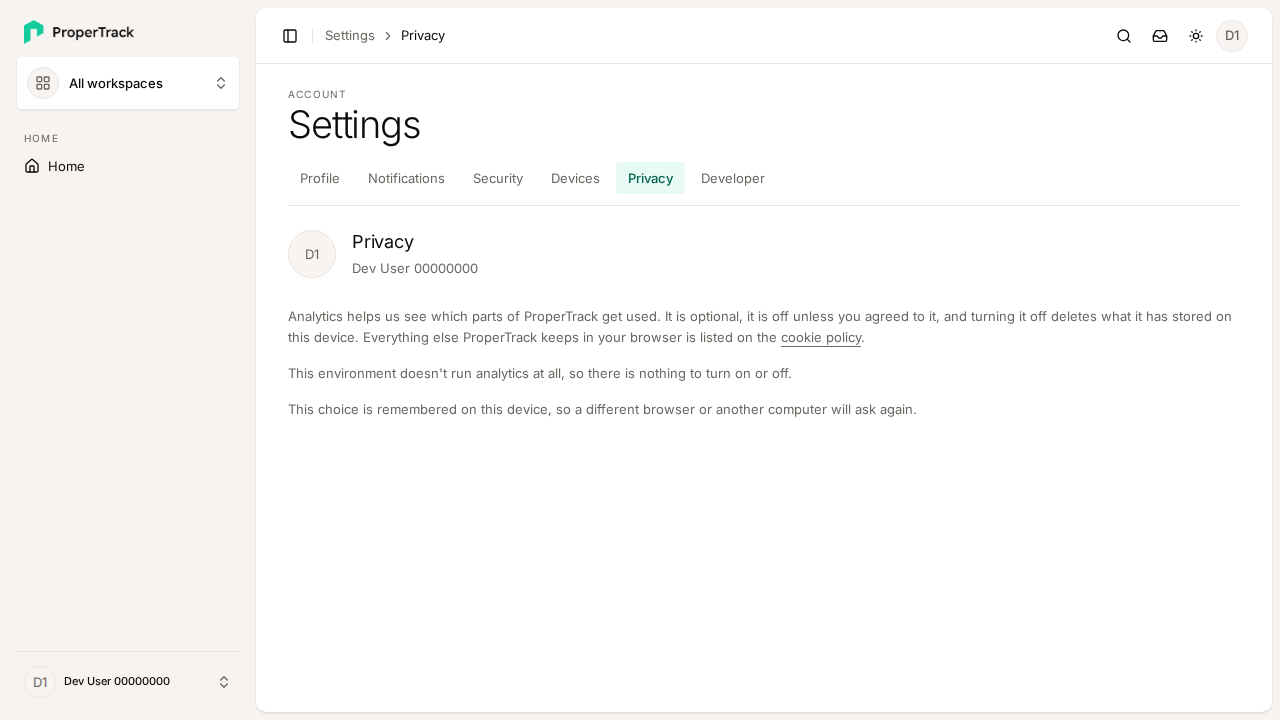 ProperTrack
All workspaces
HOME
Home
D1
Dev User 00000000
Settings > Privacy
D1
ACCOUNT
Settings
Profile Notifications Security Devices Privacy Developer
D1
Privacy
Dev User 00000000
Analytics helps us see which parts of ProperTrack get used. It is optional, it is off unless you agreed to it, and turning it off deletes what it has stored on
this device. Everything else ProperTrack keeps in your browser is listed on the cookie policy.
This environment doesn't run analytics at all, so there is nothing to turn on or off.
This choice is remembered on this device, so a different browser or another computer will ask again.